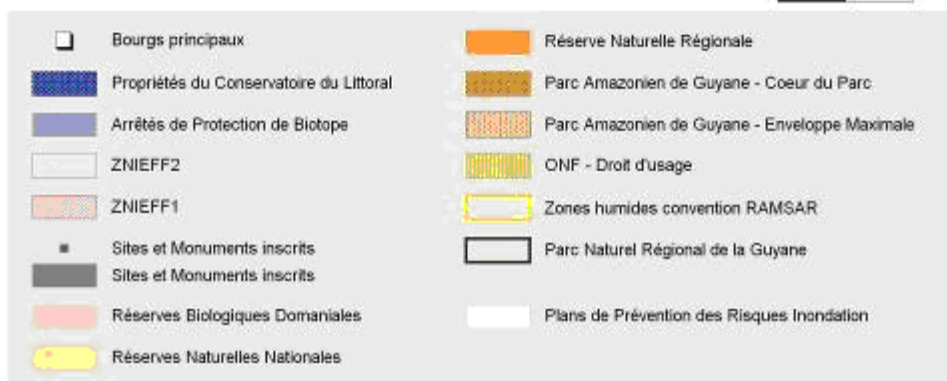 Bourgs principaux
Propriétés du Conservatoire du Littoral
Arrêtés de Protection de Biotope
ZNIEFF2
ZNIEFF1
Sites et Monuments inscrits
Sites et Monuments inscrits
Réserves Biologiques Domaniales
Réserves Naturelles Nationales
Réserve Naturelle Régionale
Parc Amazonien de Guyane - Coeur du Parc
Parc Amazonien de Guyane - Enveloppe Maximale
ONF - Droit d'usage
Zones humides convention RAMSAR
Parc Naturel Régional de la Guyane
Plans de Prévention des Risques Inondation